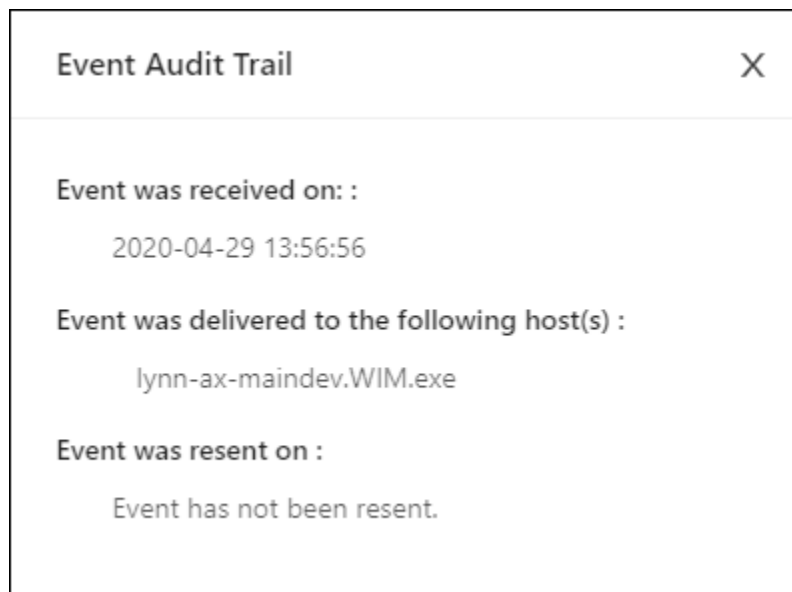 Event Audit Trail X
Event was received on: :
2020-04-29 13:56:56
Event was delivered to the following host(s) :
lynn-ax-maindev.WIM.exe
Event was resent on :
Event has not been resent.